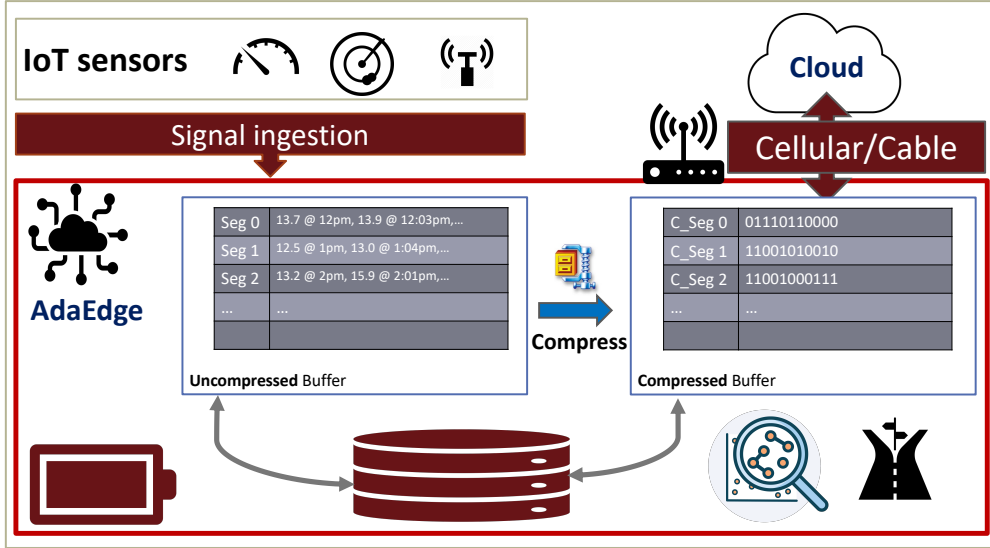 IoT sensors
Cloud
Signal ingestion
Cellular/Cable
AdaEdge
Seg 0 13.7 @ 12pm, 13.9 @ 12:03pm,...
Seg 1 12.5 @ 1pm, 13.0 @ 1:04pm,...
Seg 2 13.2 @ 2pm, 15.9 @ 2:01pm,...
... ...
Uncompressed Buffer
Compress
C_Seg 0 01110110000
C_Seg 1 11001010010
C_Seg 2 11001000111
... ...
Compressed Buffer